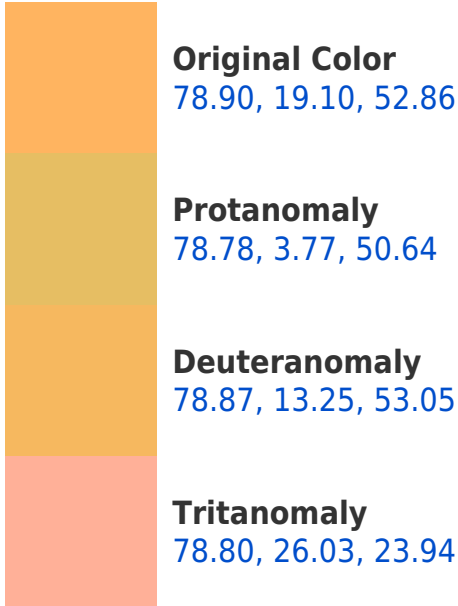 Original Color
78.90, 19.10, 52.86
Protanomaly
78.78, 3.77, 50.64
Deuteranomaly
78.87, 13.25, 53.05
Tritanomaly
78.80, 26.03, 23.94